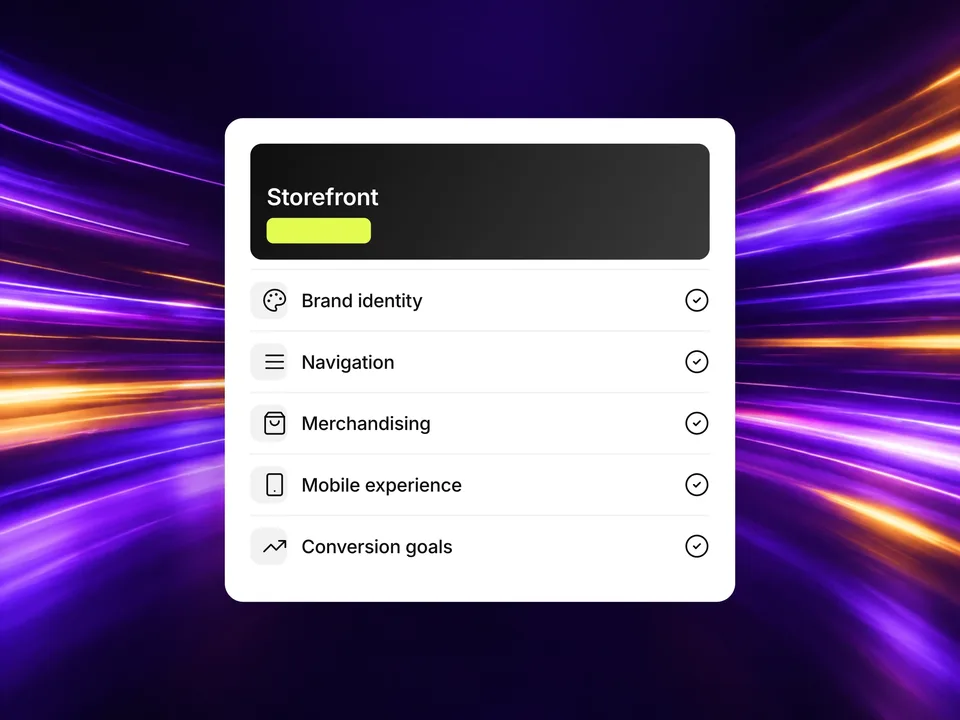 Storefront
Brand identity
Navigation
Merchandising
Mobile experience
Conversion goals